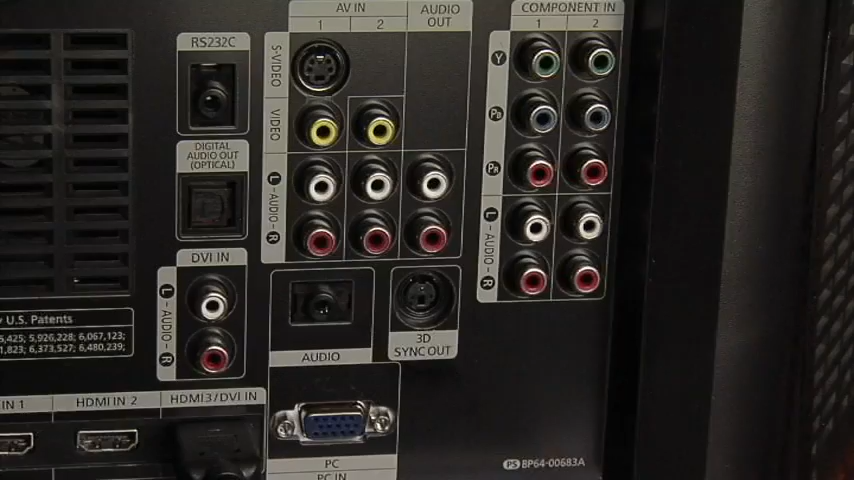 AV IN
1 2
AUDIO
OUT
COMPONENT IN
1 2
RS232C
S-VIDEO
VIDEO
L - AUDIO - R
Y
PB
PR
L - AUDIO - R
DIGITAL
AUDIO OUT
(OPTICAL)
DVI IN
L - AUDIO - R
AUDIO
3D
SYNC OUT
U.S. Patents
5,926,228; 6,067,123;
6,373,527; 6,480,239;
IN 1
HDMI IN 2
HDMI3/DVI IN
PC
PC IN
PS BP64-00683A